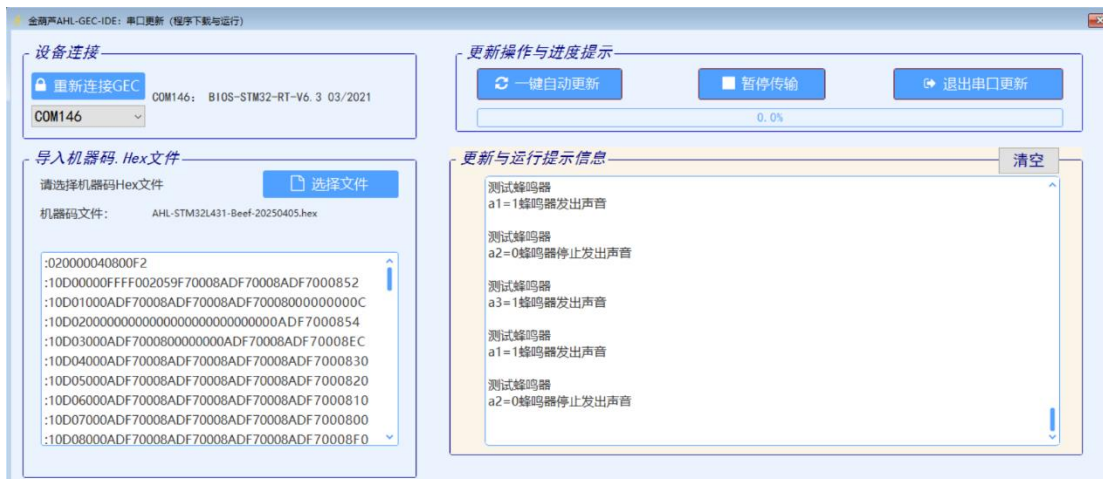 金葫芦AHL-GEC-IDE：串口更新（程序下载与运行）
设备连接
重新连接GEC
COM146： BIOS-STM32-RT-V6.3 03/2021
COM146
更新操作与进度提示
一键自动更新
暂停传输
退出串口更新
0.0%
导入机器码.Hex文件
请选择机器码Hex文件
选择文件
机器码文件： AHL-STM32L431-Beef-20250405.hex
:020000040800F2
:10D00000FFFF002059F70008ADF70008ADF7000852
:10D01000ADF70008ADF70008ADF70008000000000C
:10D02000000000000000000000000000ADF7000854
:10D03000ADF7000800000000ADF70008ADF70008EC
:10D04000ADF70008ADF70008ADF70008ADF7000830
:10D05000ADF70008ADF70008ADF70008ADF7000820
:10D06000ADF70008ADF70008ADF70008ADF7000810
:10D07000ADF70008ADF70008ADF70008ADF7000800
:10D08000ADF70008ADF70008ADF70008ADF70008F0
更新与运行提示信息
清空
测试蜂鸣器
a1=1蜂鸣器发出声音
测试蜂鸣器
a2=0蜂鸣器停止发出声音
测试蜂鸣器
a3=1蜂鸣器发出声音
测试蜂鸣器
a1=1蜂鸣器发出声音
测试蜂鸣器
a2=0蜂鸣器停止发出声音